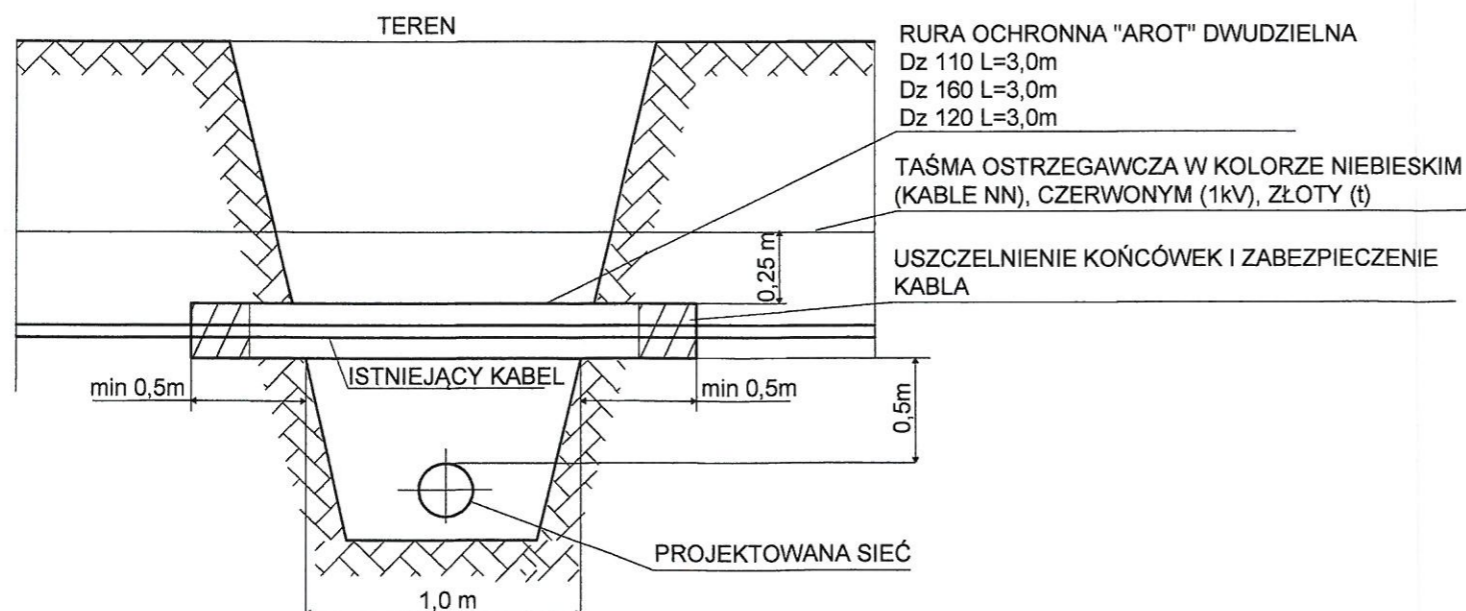 TEREN
RURA OCHRONNA "AROT" DWUDZIELNA
Dz 110 L=3,0m
Dz 160 L=3,0m
Dz 120 L=3,0m
TAŚMA OSTRZEGAWCZA W KOLORZE NIEBIESKIM
(KABLE NN), CZERWONYM (1kV), ZŁOTY (t)
0,25 m
USZCZELNIENIE KOŃCÓWEK I ZABEZPIECZENIE
KABLA
ISTNIEJĄCY KABEL
min 0,5m
min 0,5m
0,5m
PROJEKTOWANA SIEĆ
1,0 m